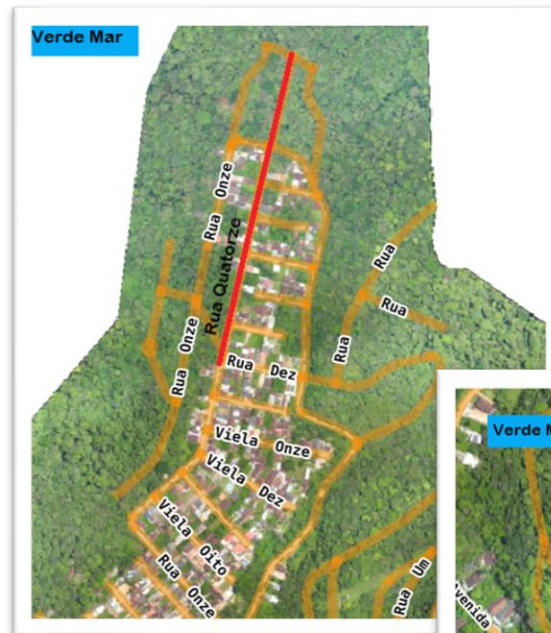 Verde Mar
Rua Onze
Rua Quatorze
Rua
Rua
Rua
Rua Onze
Rua Dez
Viela Onze
Viela Dez
Viela Oito
Rua Onze
Rua Um
Verde M
Avenida